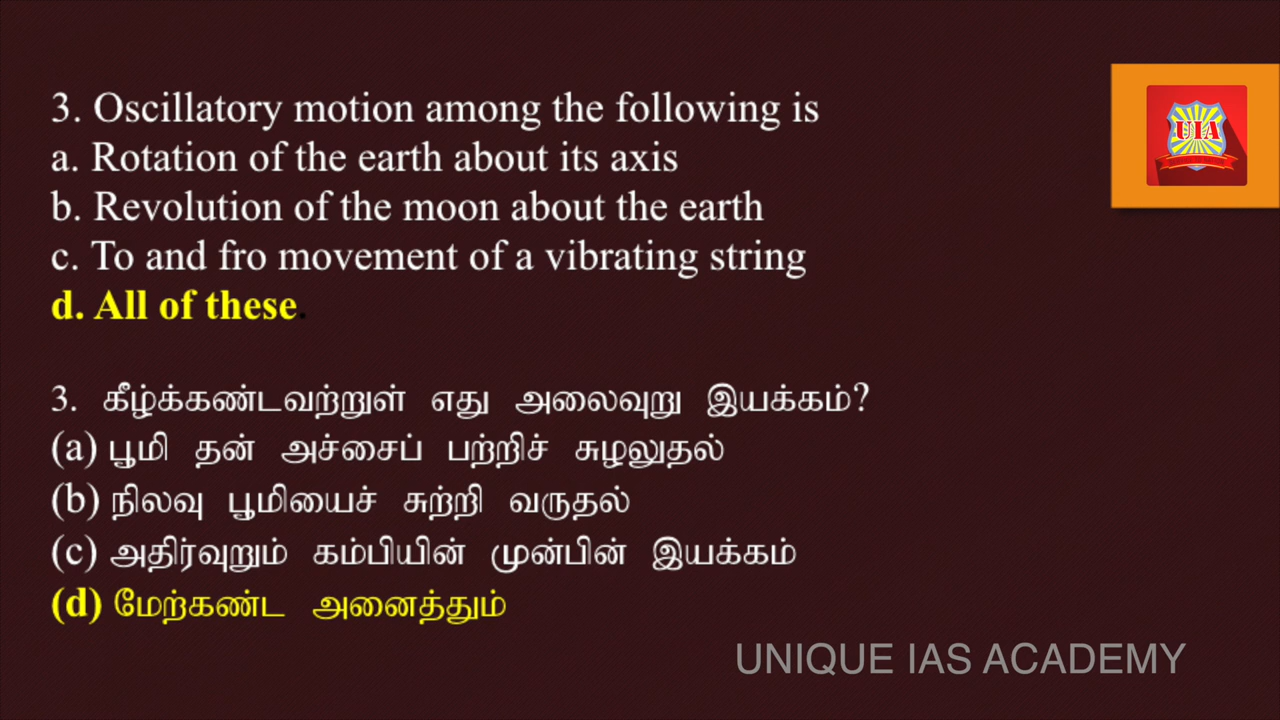 3. Oscillatory motion among the following is
a. Rotation of the earth about its axis
b. Revolution of the moon about the earth
c. To and fro movement of a vibrating string
d. All of these.
3. கீழ்க்கண்டவற்றுள் எது அலைவுறு இயக்கம்?
(a) பூமி தன் அச்சைப் பற்றிச் சுழலுதல்
(b) நிலவு பூமியைச் சுற்றி வருதல்
(c) அதிர்வுறும் கம்பியின் முன்பின் இயக்கம்
(d) மேற்கண்ட அனைத்தும்
UIA
UNIQUE IAS ACADEMY